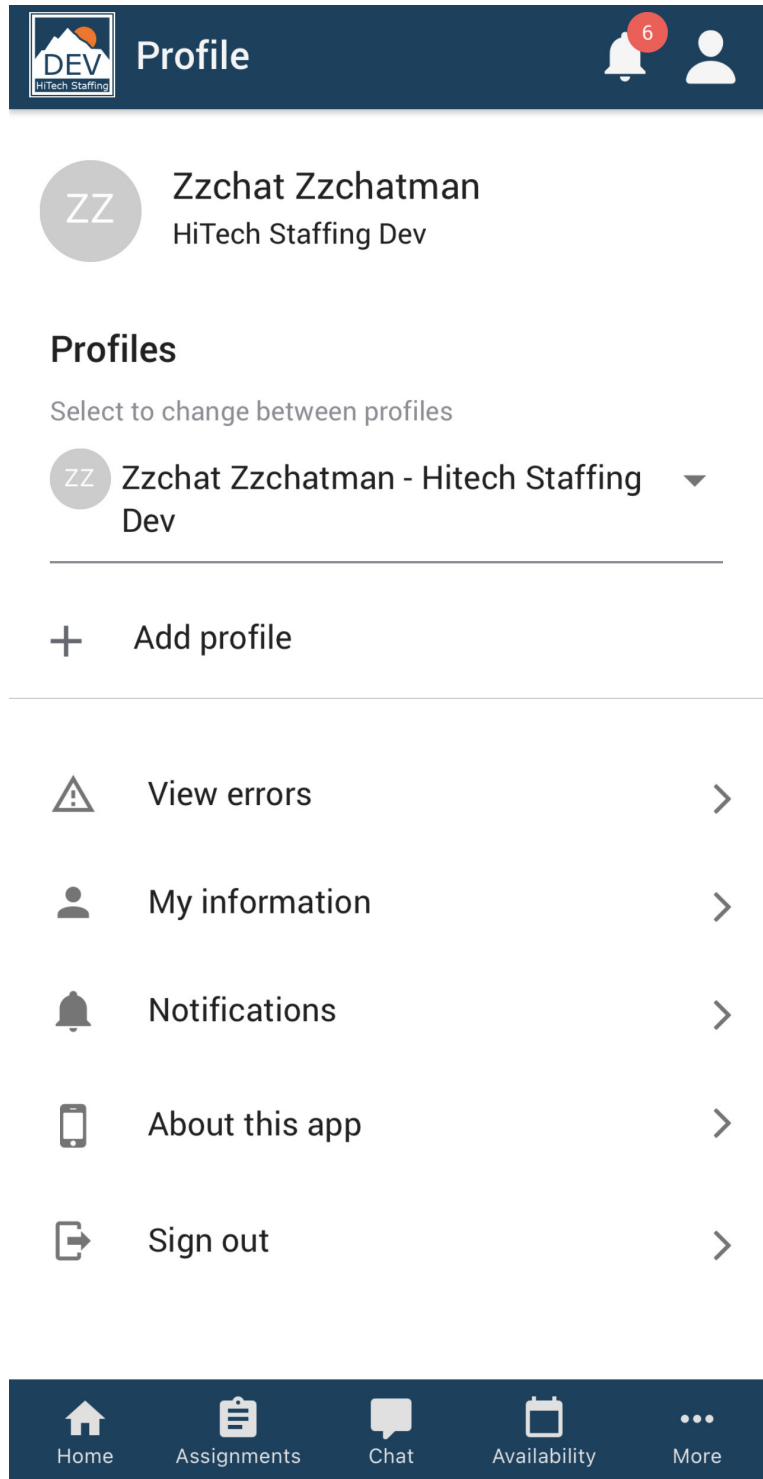 DEV
HiTech Staffing
Profile
6
ZZ
Zzchat Zzchatman
HiTech Staffing Dev
Profiles
Select to change between profiles
ZZ
Zzchat Zzchatman - Hitech Staffing
Dev
Add profile
View errors
My information
Notifications
About this app
Sign out
Home
Assignments
Chat
Availability
More